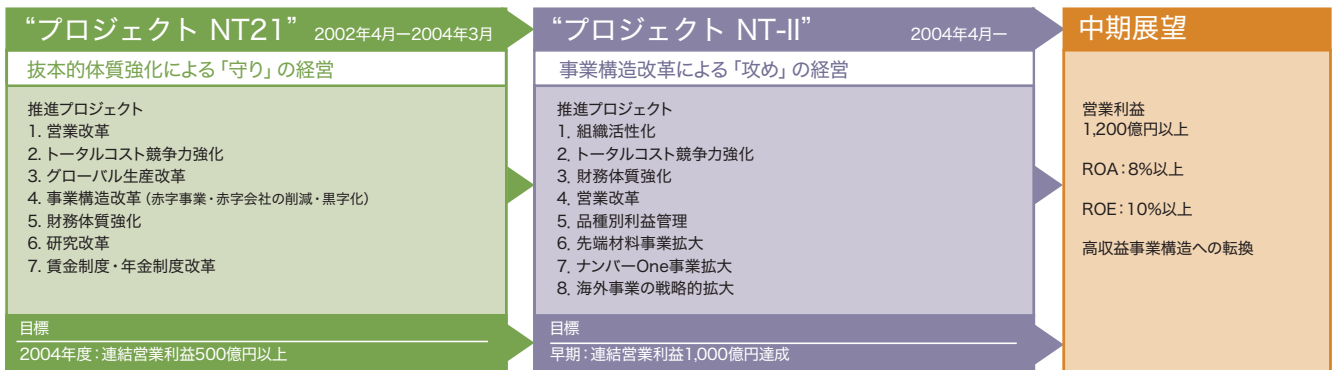 “プロジェクト NT21” 2002年4月ー2004年3月
抜本的体質強化による「守り」の経営
推進プロジェクト
1. 営業改革
2. トータルコスト競争力強化
3. グローバル生産改革
4. 事業構造改革（赤字事業・赤字会社の削減・黒字化）
5. 財務体質強化
6. 研究改革
7. 賃金制度・年金制度改革
目標
2004年度：連結営業利益500億円以上
“プロジェクト NT-II” 2004年4月ー
事業構造改革による「攻め」の経営
推進プロジェクト
1. 組織活性化
2. トータルコスト競争力強化
3. 財務体質強化
4. 営業改革
5. 品種別利益管理
6. 先端材料事業拡大
7. ナンバーOne事業拡大
8. 海外事業の戦略的拡大
目標
早期：連結営業利益1,000億円達成
中期展望
営業利益
1,200億円以上
ROA：8%以上
ROE：10%以上
高収益事業構造への転換